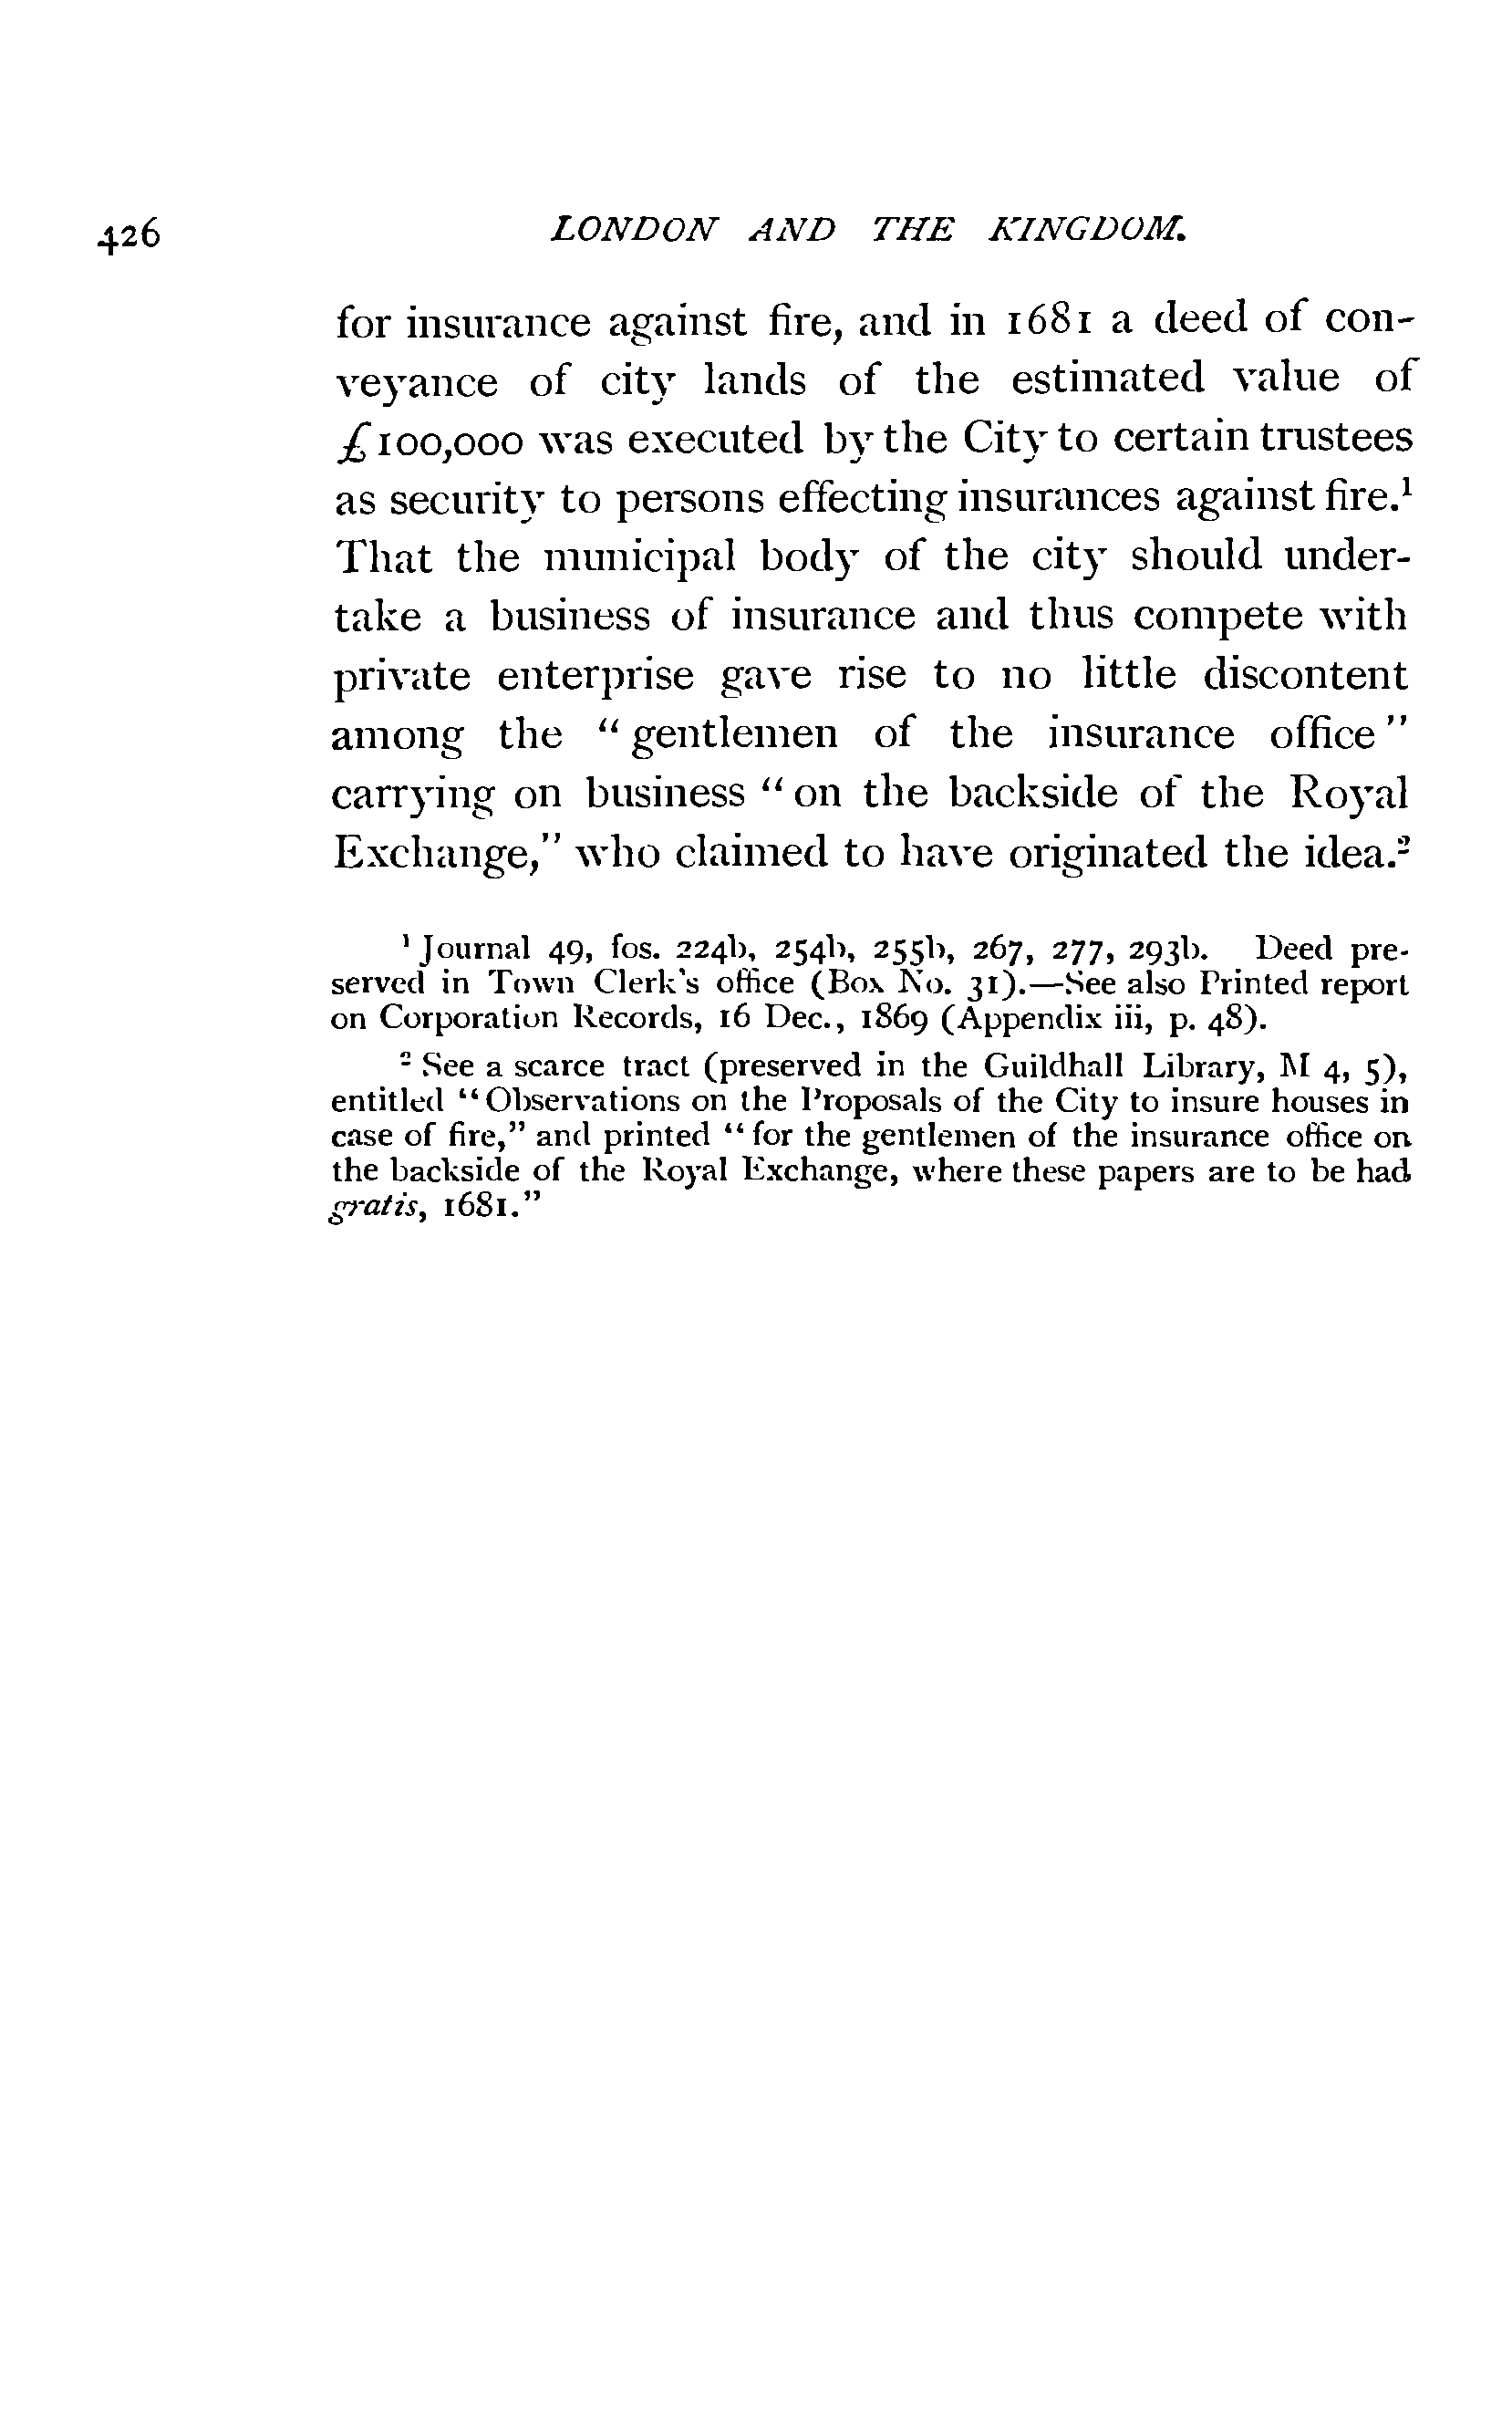 426 LONDON AND THE KINGDOM.
for insurance against fire, and in 1681 a deed of con-
veyance of city lands of the estimated value of
£100,000 was executed by the City to certain trustees
as security to persons effecting insurances against fire.¹
That the municipal body of the city should under-
take a business of insurance and thus compete with
private enterprise gave rise to no little discontent
among the "gentlemen of the insurance office"
carrying on business "on the backside of the Royal
Exchange," who claimed to have originated the idea.²
¹ Journal 49, fos. 224b, 254b, 255b, 267, 277, 293b. Deed pre-
served in Town Clerk's office (Box No. 31).—See also Printed report
on Corporation Records, 16 Dec., 1869 (Appendix iii, p. 48).
² See a scarce tract (preserved in the Guildhall Library, M 4, 5),
entitled "Observations on the Proposals of the City to insure houses in
case of fire," and printed "for the gentlemen of the insurance office on
the backside of the Royal Exchange, where these papers are to be had
gratis, 1681."